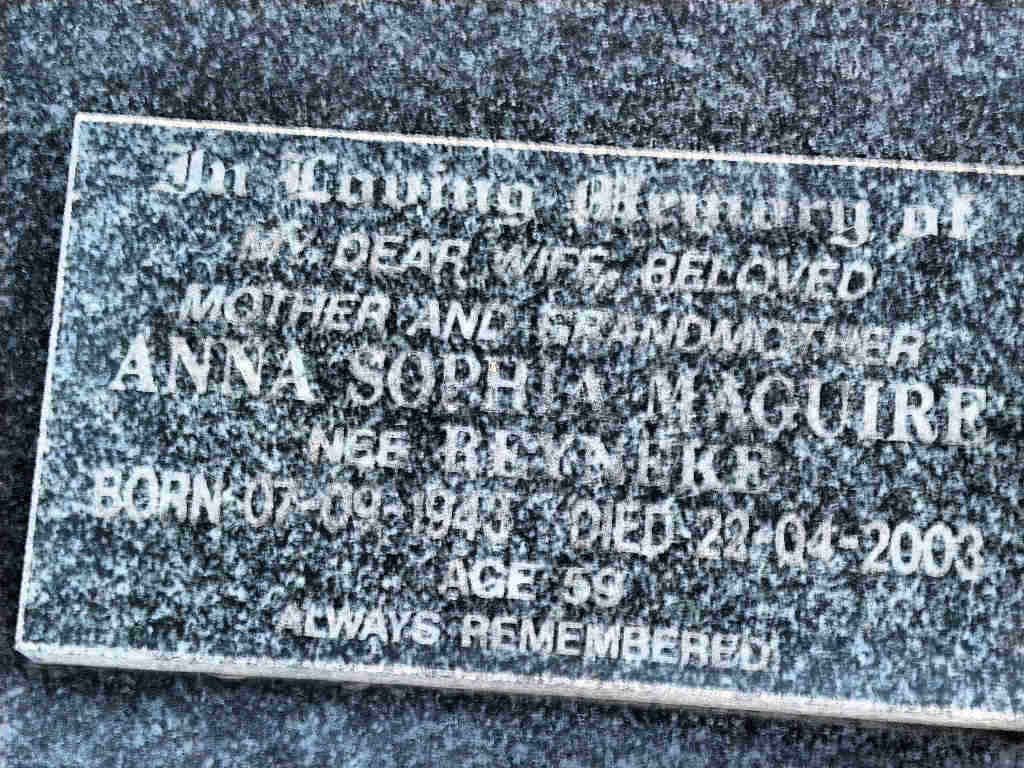 In Loving Memory of
MY DEAR WIFE, BELOVED
MOTHER AND GRANDMOTHER
ANNA SOPHIA MAGUIRE
NEE REYNEKE
BORN 07-09-1943 DIED 22-04-2003
AGE 59
ALWAYS REMEMBERED!